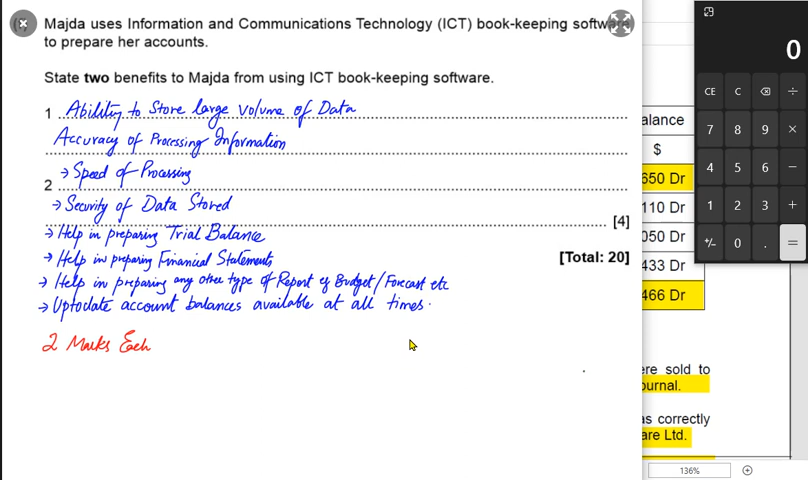 Majda uses Information and Communications Technology (ICT) book-keeping software
to prepare her accounts.
State two benefits to Majda from using ICT book-keeping software.
1 Ability to Store large Volume of Data
Accuracy of Processing Information
→ Speed of Processing
2
→ Security of Data Stored
[4]
→ Help in preparing Trial Balance
→ Help in preparing Financial Statements
[Total: 20]
→ Help in preparing any other type of Report eg Budget/Forecast etc
→ Uptodate account balances available at all times.
2 Marks Each
alance
$
650 Dr
110 Dr
050 Dr
433 Dr
466 Dr
ere sold to
ournal.
as correctly
are Ltd.
0
CE C ÷
7 8 9 ×
4 5 6 −
1 2 3 +
+/− 0 . =
136%